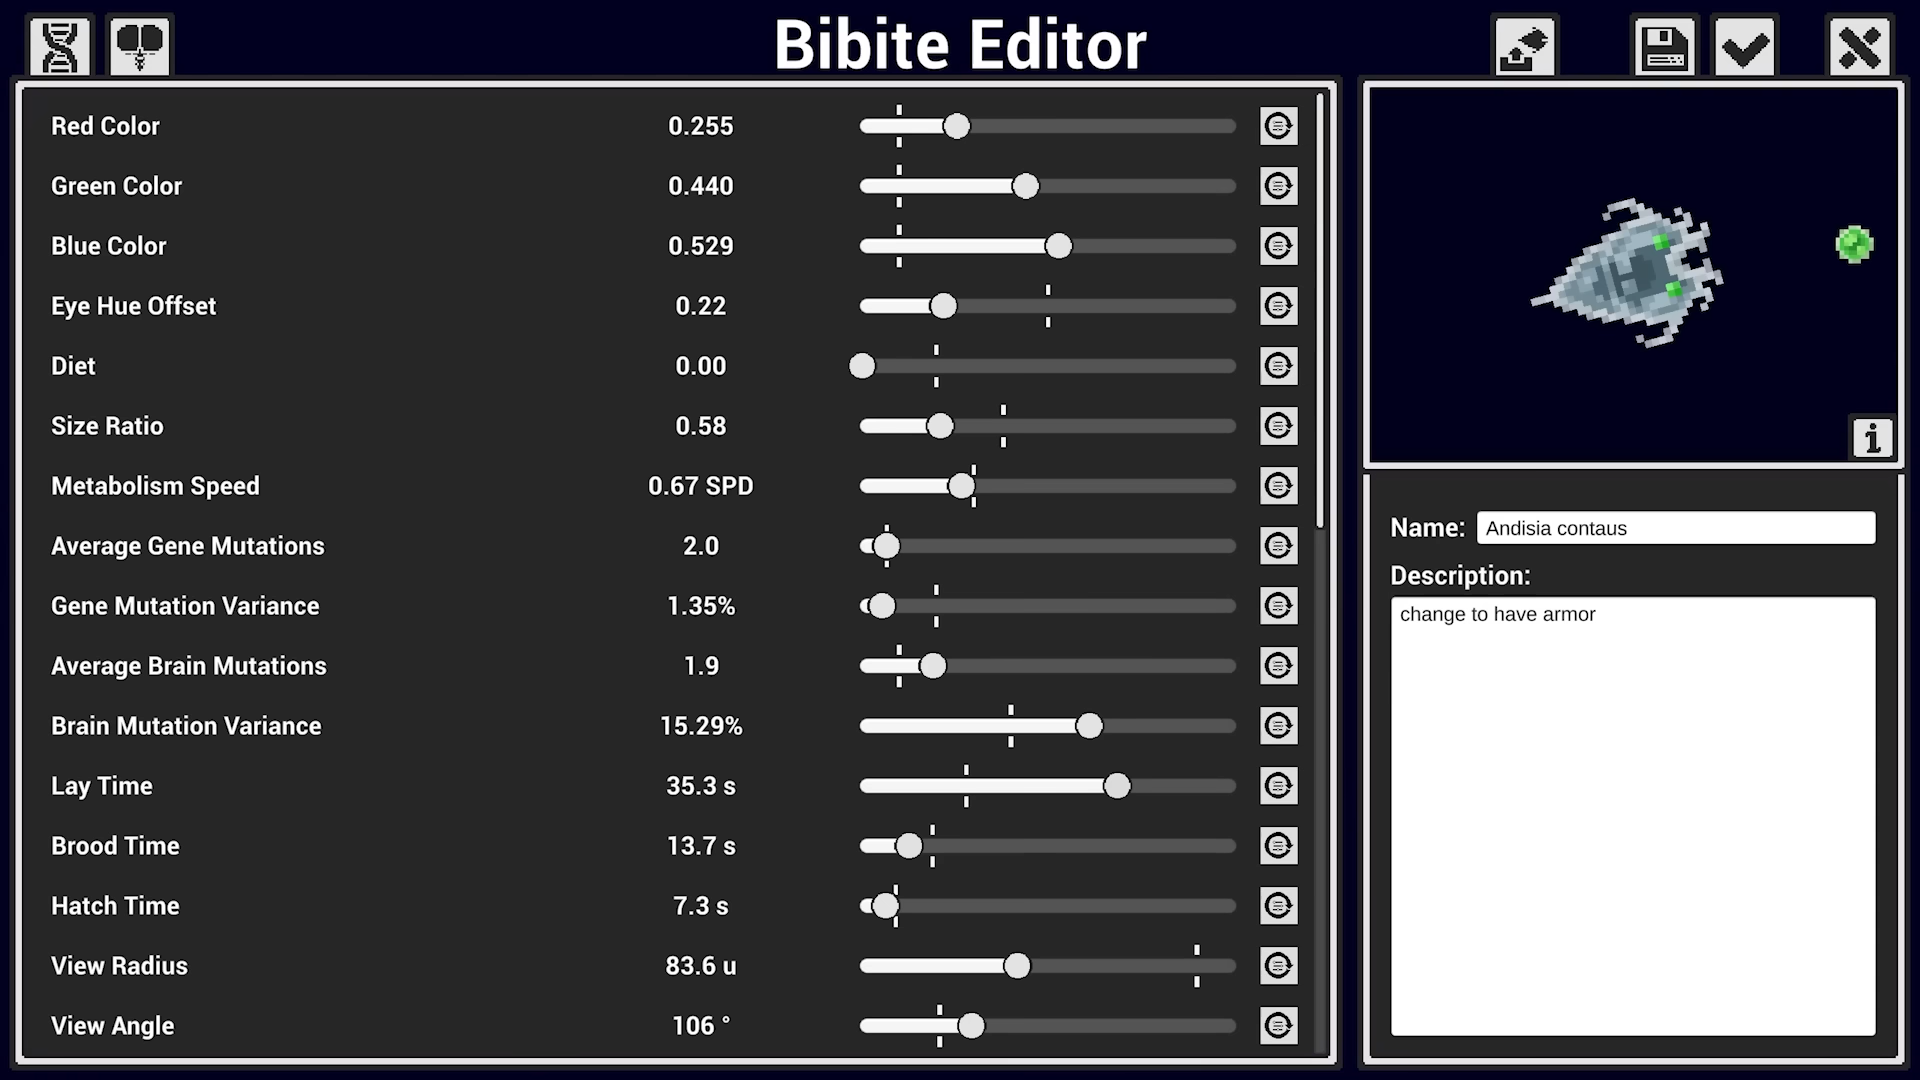 Bibite Editor
Red Color 0.255
Green Color 0.440
Blue Color 0.529
Eye Hue Offset 0.22
Diet 0.00
Size Ratio 0.58
Metabolism Speed 0.67 SPD
Average Gene Mutations 2.0
Gene Mutation Variance 1.35%
Average Brain Mutations 1.9
Brain Mutation Variance 15.29%
Lay Time 35.3 s
Brood Time 13.7 s
Hatch Time 7.3 s
View Radius 83.6 u
View Angle 106 °
i
Name: Andisia contaus
Description:
change to have armor